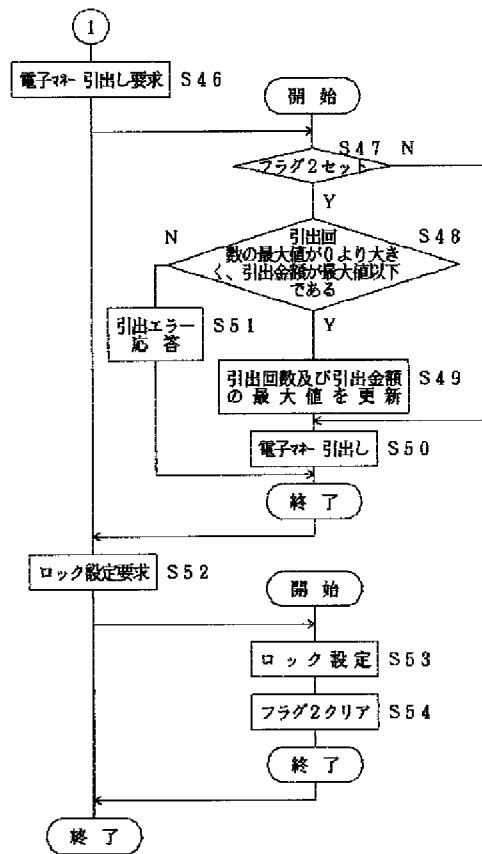 1
電子マネー引出し要求 S46
開始
S47 N
フラグ2セット
Y
N 引出回 S48
数の最大値が0より大き
く、引出金額が最大値以下
である
引出エラー S51
応答
Y
引出回数及び引出金額 S49
の最大値を更新
電子マネー引出し S50
終了
ロック設定要求 S52
開始
ロック設定 S53
フラグ2クリア S54
終了
終了